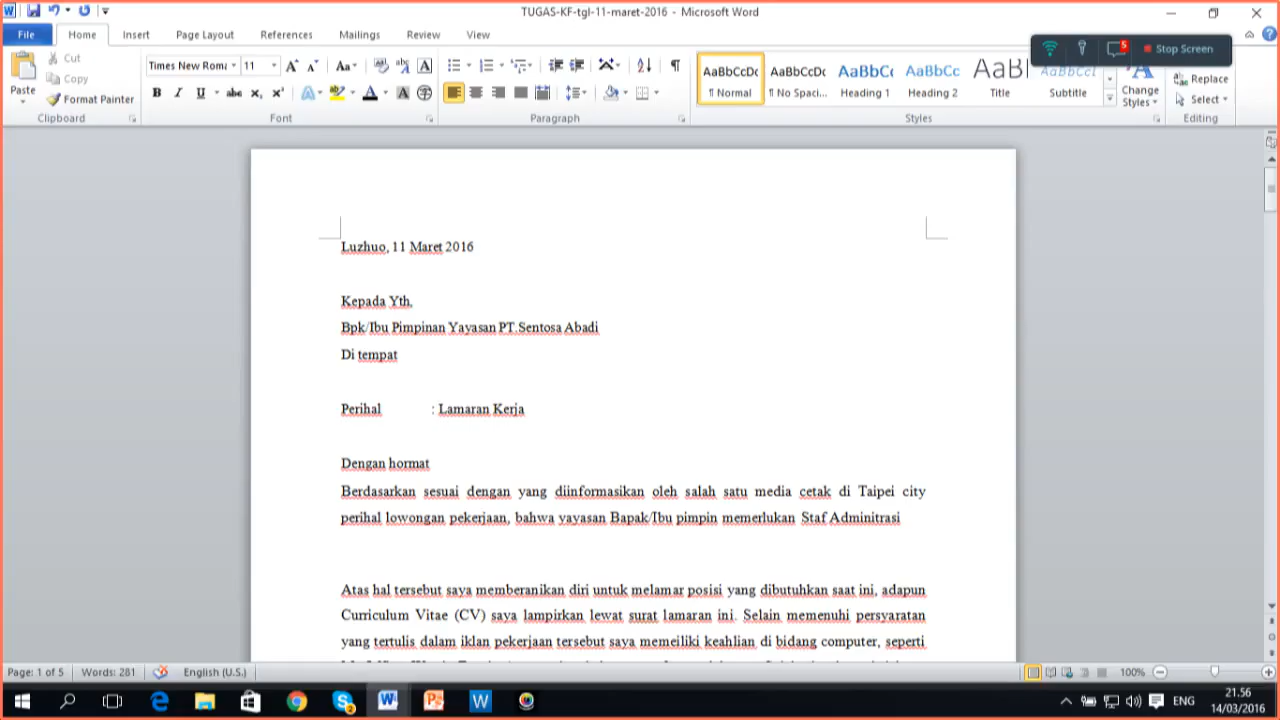 TUGAS-KF-tgl-11-maret-2016 - Microsoft Word
File Home Insert Page Layout References Mailings Review View
5 Stop Screen
Paste Cut
Copy
Format Painter
Times New Roma 11
AaBbCcDc AaBbCcDc AaBbCc AaBbCc AaBl AaBbCc
¶ Normal ¶ No Spaci... Heading 1 Heading 2 Title Subtitle
Change Styles
Replace
Select
Clipboard Font Paragraph Styles Editing
Luzhuo, 11 Maret 2016
Kepada Yth,
Bpk/Ibu Pimpinan Yayasan PT.Sentosa Abadi
Di tempat
Perihal : Lamaran Kerja
Dengan hormat
Berdasarkan sesuai dengan yang diinformasikan oleh salah satu media cetak di Taipei city
perihal lowongan pekerjaan, bahwa yayasan Bapak/Ibu pimpin memerlukan Staf Adminitrasi
Atas hal tersebut saya memberanikan diri untuk melamar posisi yang dibutuhkan saat ini, adapun
Curriculum Vitae (CV) saya lampirkan lewat surat lamaran ini. Selain memenuhi persyaratan
yang tertulis dalam iklan pekerjaan tersebut saya memeiliki keahlian di bidang computer, seperti
Page: 1 of 5 Words: 281 English (U.S.) 100%
ENG
21.56
14/03/2016